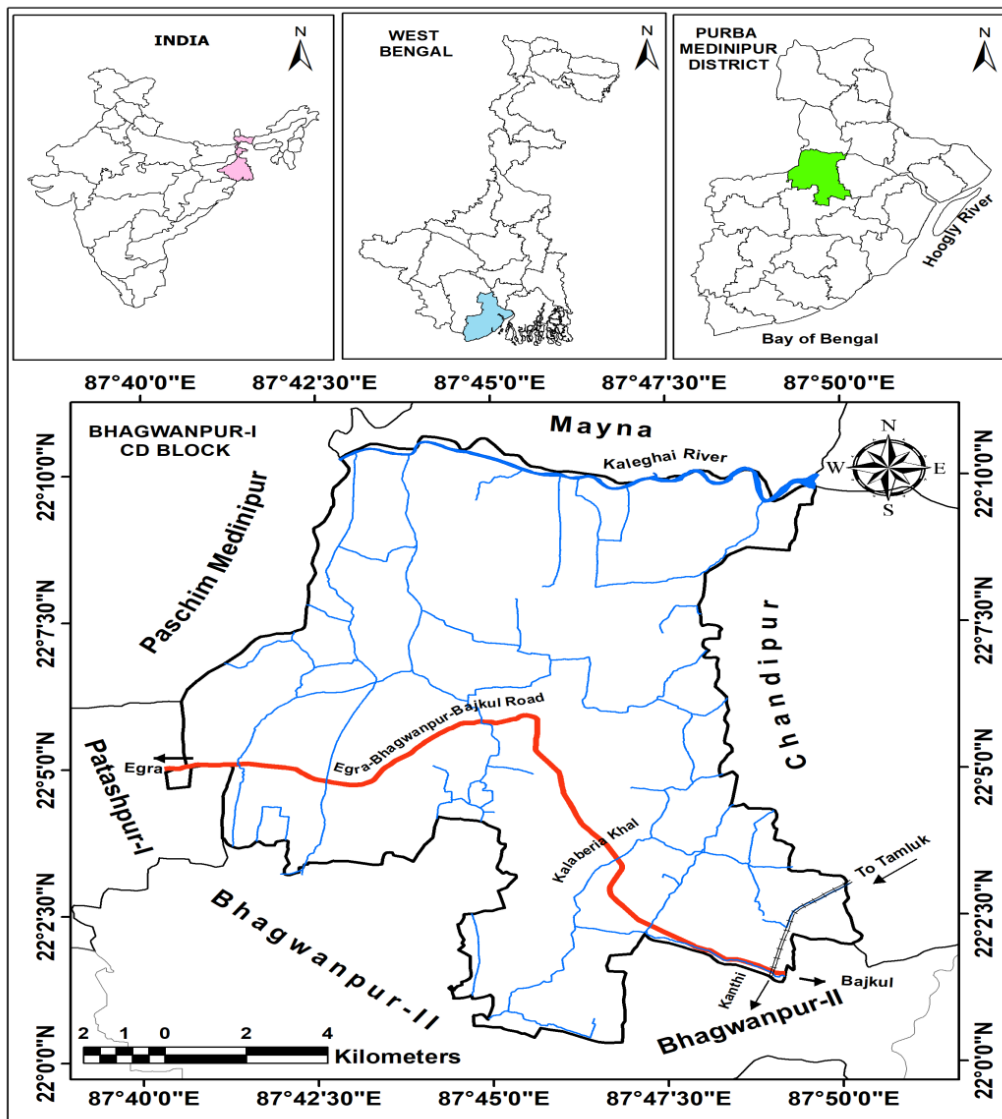 INDIA
N
WEST
BENGAL
N
PURBA
MEDINIPUR
DISTRICT
N
Hoogly River
Bay of Bengal
87°40'0"E
87°42'30"E
87°45'0"E
87°47'30"E
87°50'0"E
BHAGWANPUR-I
CD BLOCK
Mayna
Kaleghai River
N
W
E
S
22°10'0"N
22°10'0"N
Paschim Medinipur
22°7'30"N
22°7'30"N
Chandipur
Egra-Bhagwanpur-Bajkul Road
Egra
22°5'0"N
22°5'0"N
Patashpur-I
Kalaberia Khal
To Tamluk
22°2'30"N
22°2'30"N
Bhagwanpur-II
Kanthi
Bajkul
Bhagwanpur-II
2 1 0 2 4
Kilometers
22°0'0"N
22°0'0"N
87°40'0"E
87°42'30"E
87°45'0"E
87°47'30"E
87°50'0"E